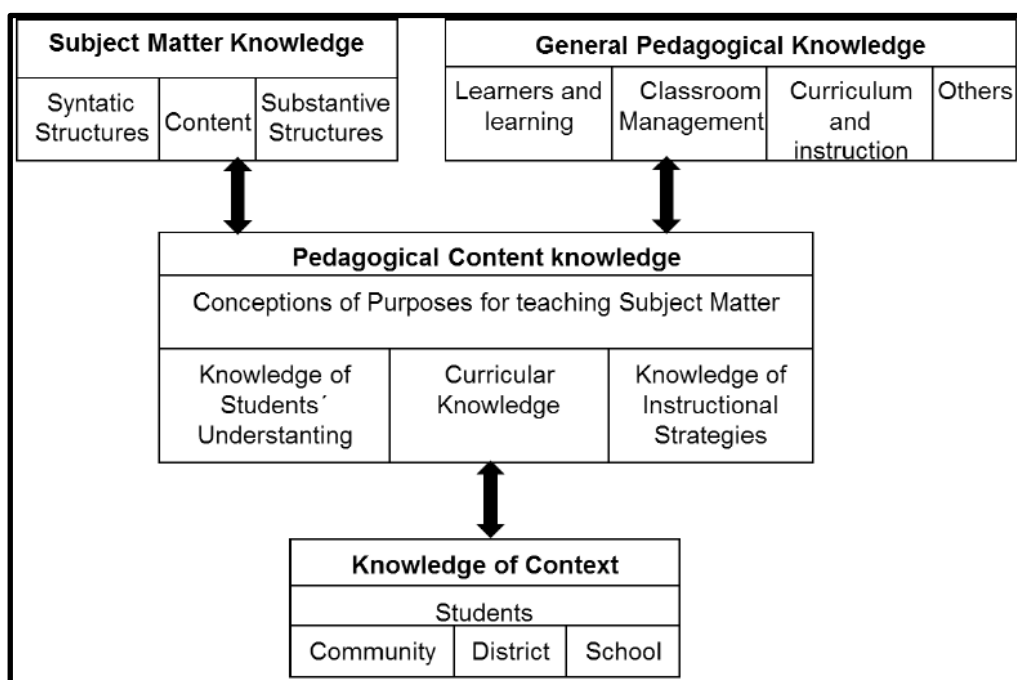 Subject Matter Knowledge
Syntatic
Structures
Content
Substantive
Structures
General Pedagogical Knowledge
Learners and
learning
Classroom
Management
Curriculum
and
instruction
Others
Pedagogical Content knowledge
Conceptions of Purposes for teaching Subject Matter
Knowledge of
Students´
Understanting
Curricular
Knowledge
Knowledge of
Instructional
Strategies
Knowledge of Context
Students
Community
District
School